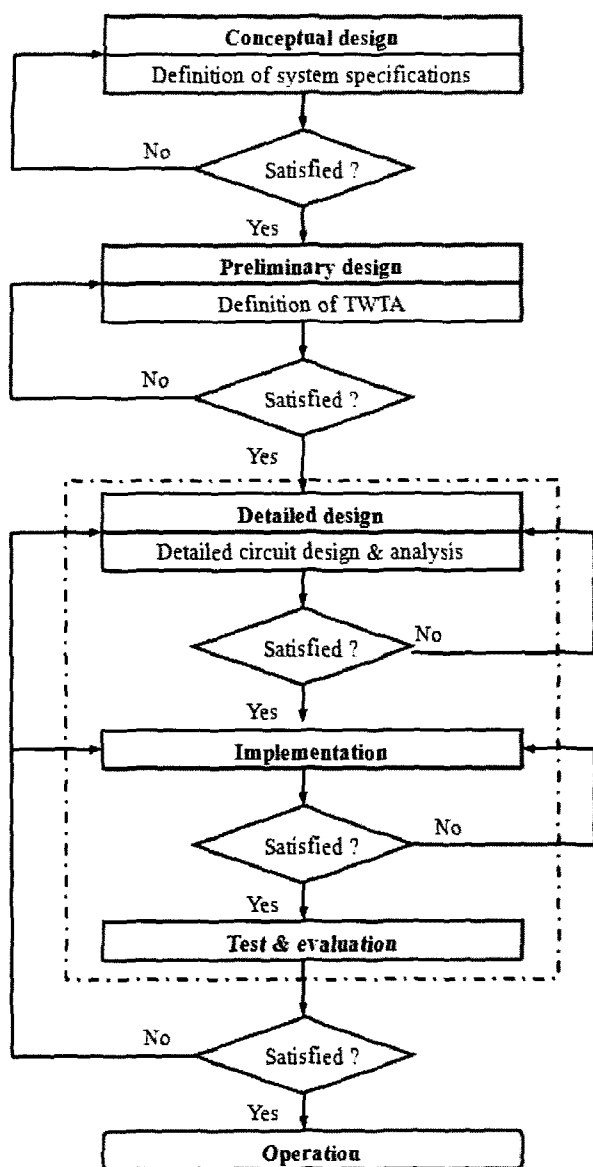 Conceptual design
Definition of system specifications
No
Satisfied ?
Yes
Preliminary design
Definition of TWTA
No
Satisfied ?
Yes
Detailed design
Detailed circuit design & analysis
No
Satisfied ?
Yes
Implementation
No
Satisfied ?
Yes
Test & evaluation
No
Satisfied ?
Yes
Operation